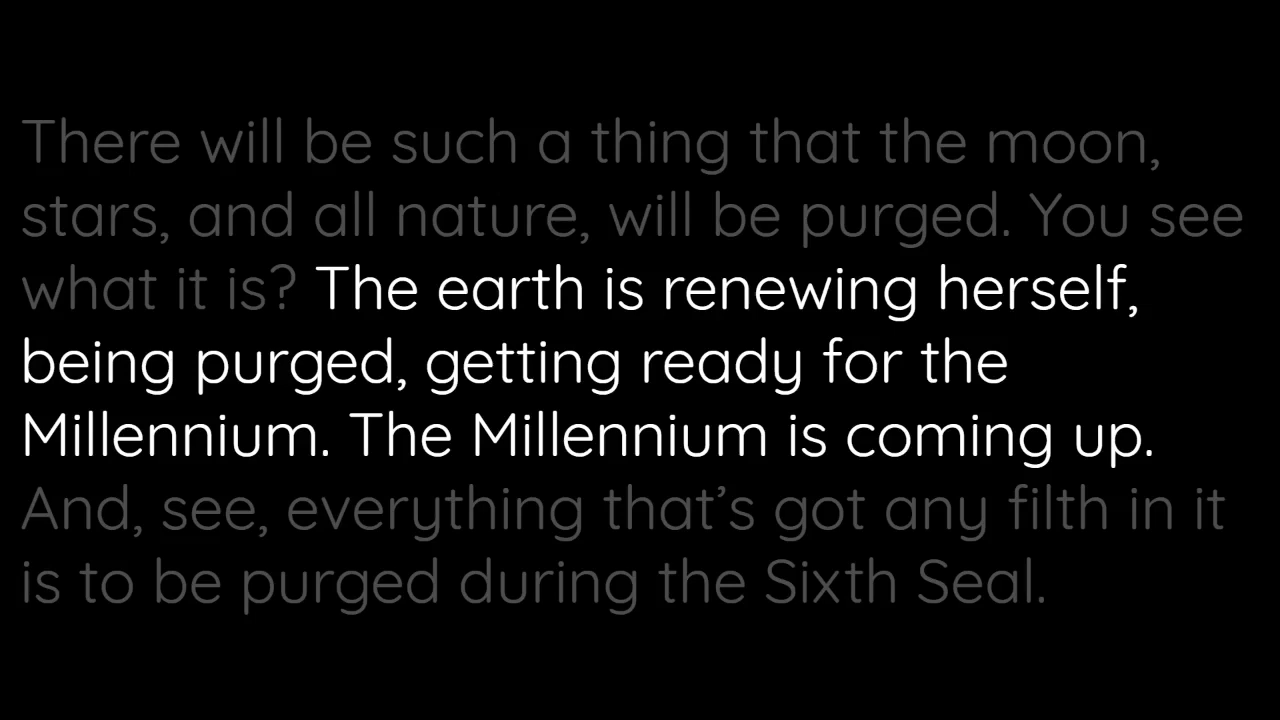 There will be such a thing that the moon,
stars, and all nature, will be purged. You see
what it is? The earth is renewing herself,
being purged, getting ready for the
Millennium. The Millennium is coming up.
And, see, everything that’s got any filth in it
is to be purged during the Sixth Seal.